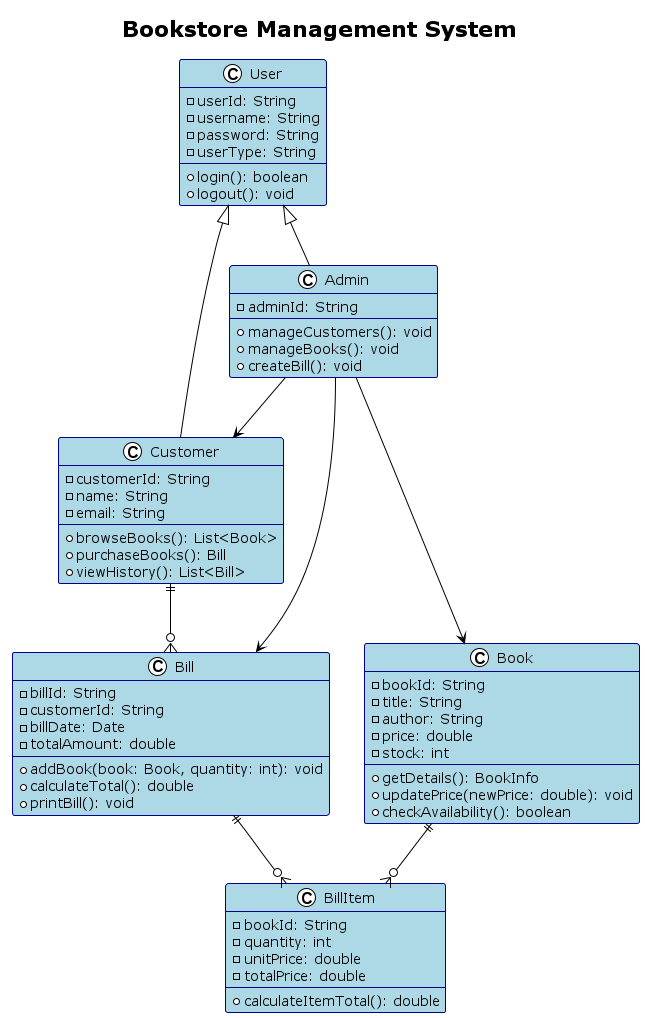 Bookstore Management System
C User
userId: String
username: String
password: String
userType: String
login(): boolean
logout(): void
C Admin
adminId: String
manageCustomers(): void
manageBooks(): void
createBill(): void
C Customer
customerId: String
name: String
email: String
browseBooks(): List<Book>
purchaseBooks(): Bill
viewHistory(): List<Bill>
C Bill
billId: String
customerId: String
billDate: Date
totalAmount: double
addBook(book: Book, quantity: int): void
calculateTotal(): double
printBill(): void
C Book
bookId: String
title: String
author: String
price: double
stock: int
getDetails(): BookInfo
updatePrice(newPrice: double): void
checkAvailability(): boolean
C BillItem
bookId: String
quantity: int
unitPrice: double
totalPrice: double
calculateItemTotal(): double